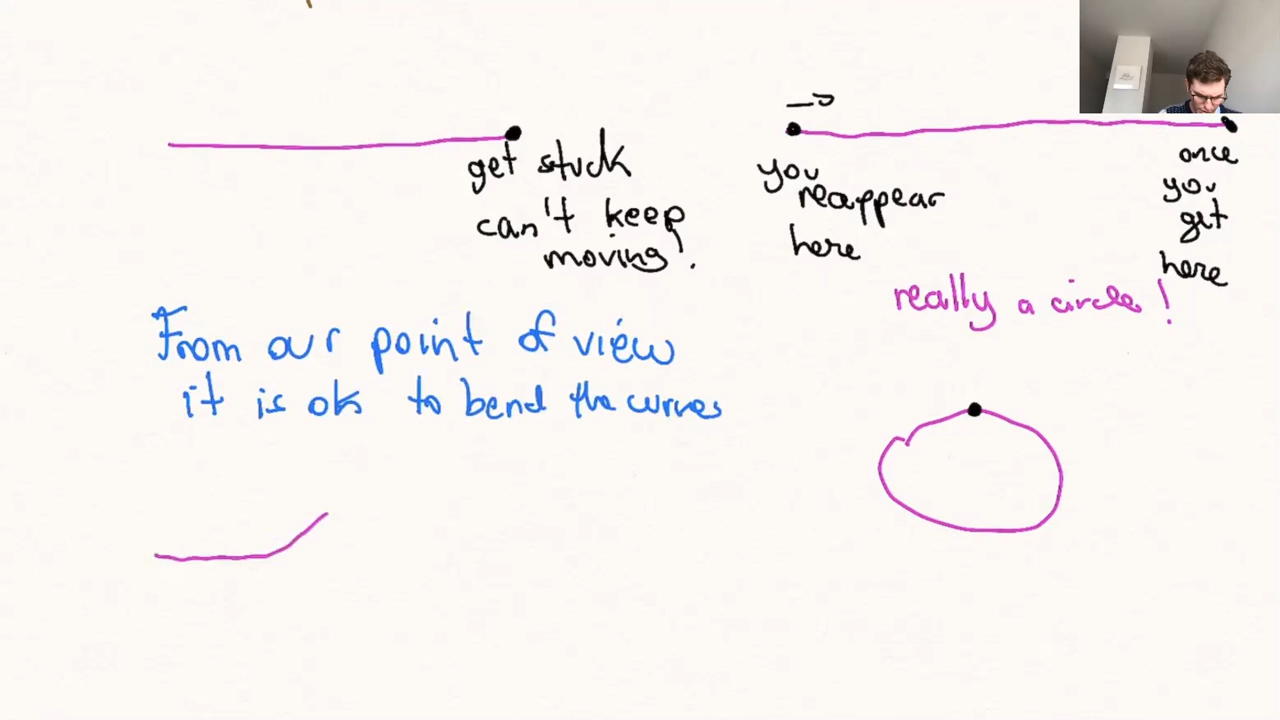 get stuck
can't keep
moving!
you
reappear
here
once
you
get
here
really a circle!
From our point of view
it is ok to bend the curves